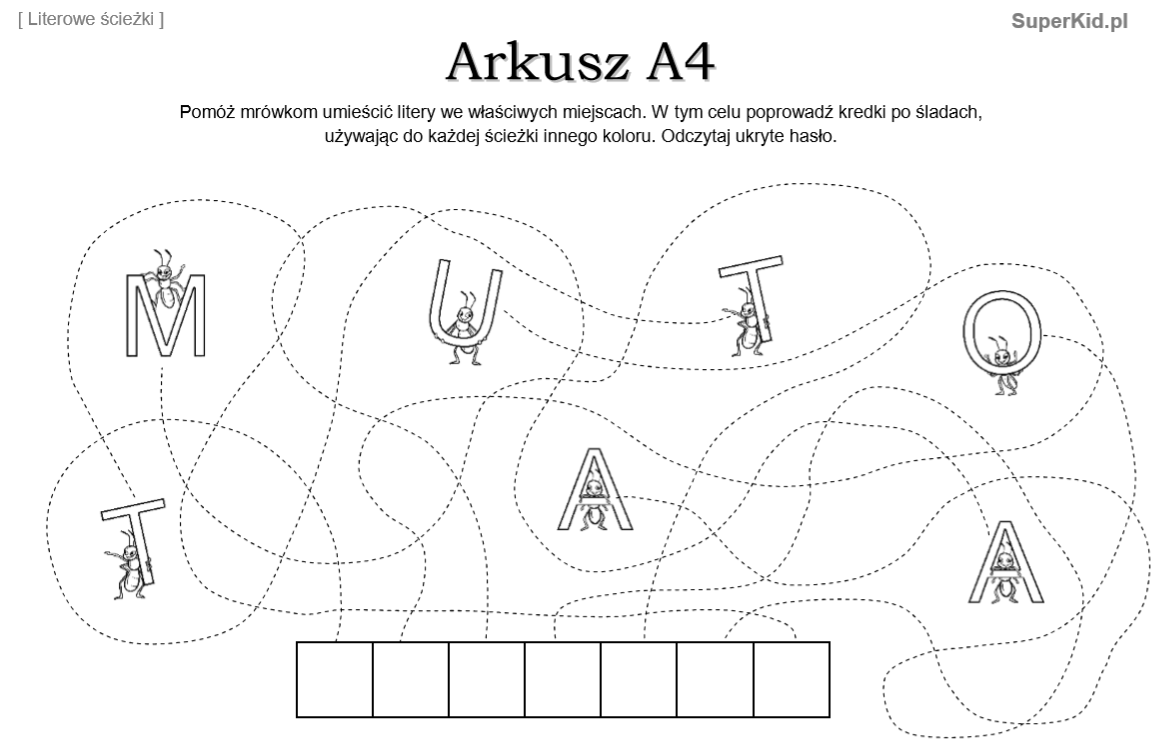 [ Literowe ścieżki ]
SuperKid.pl
Arkusz A4
Pomóż mrówkom umieścić litery we właściwych miejscach. W tym celu poprowadź kredki po śladach,
używając do każdej ścieżki innego koloru. Odczytaj ukryte hasło.
M U T O
T A A